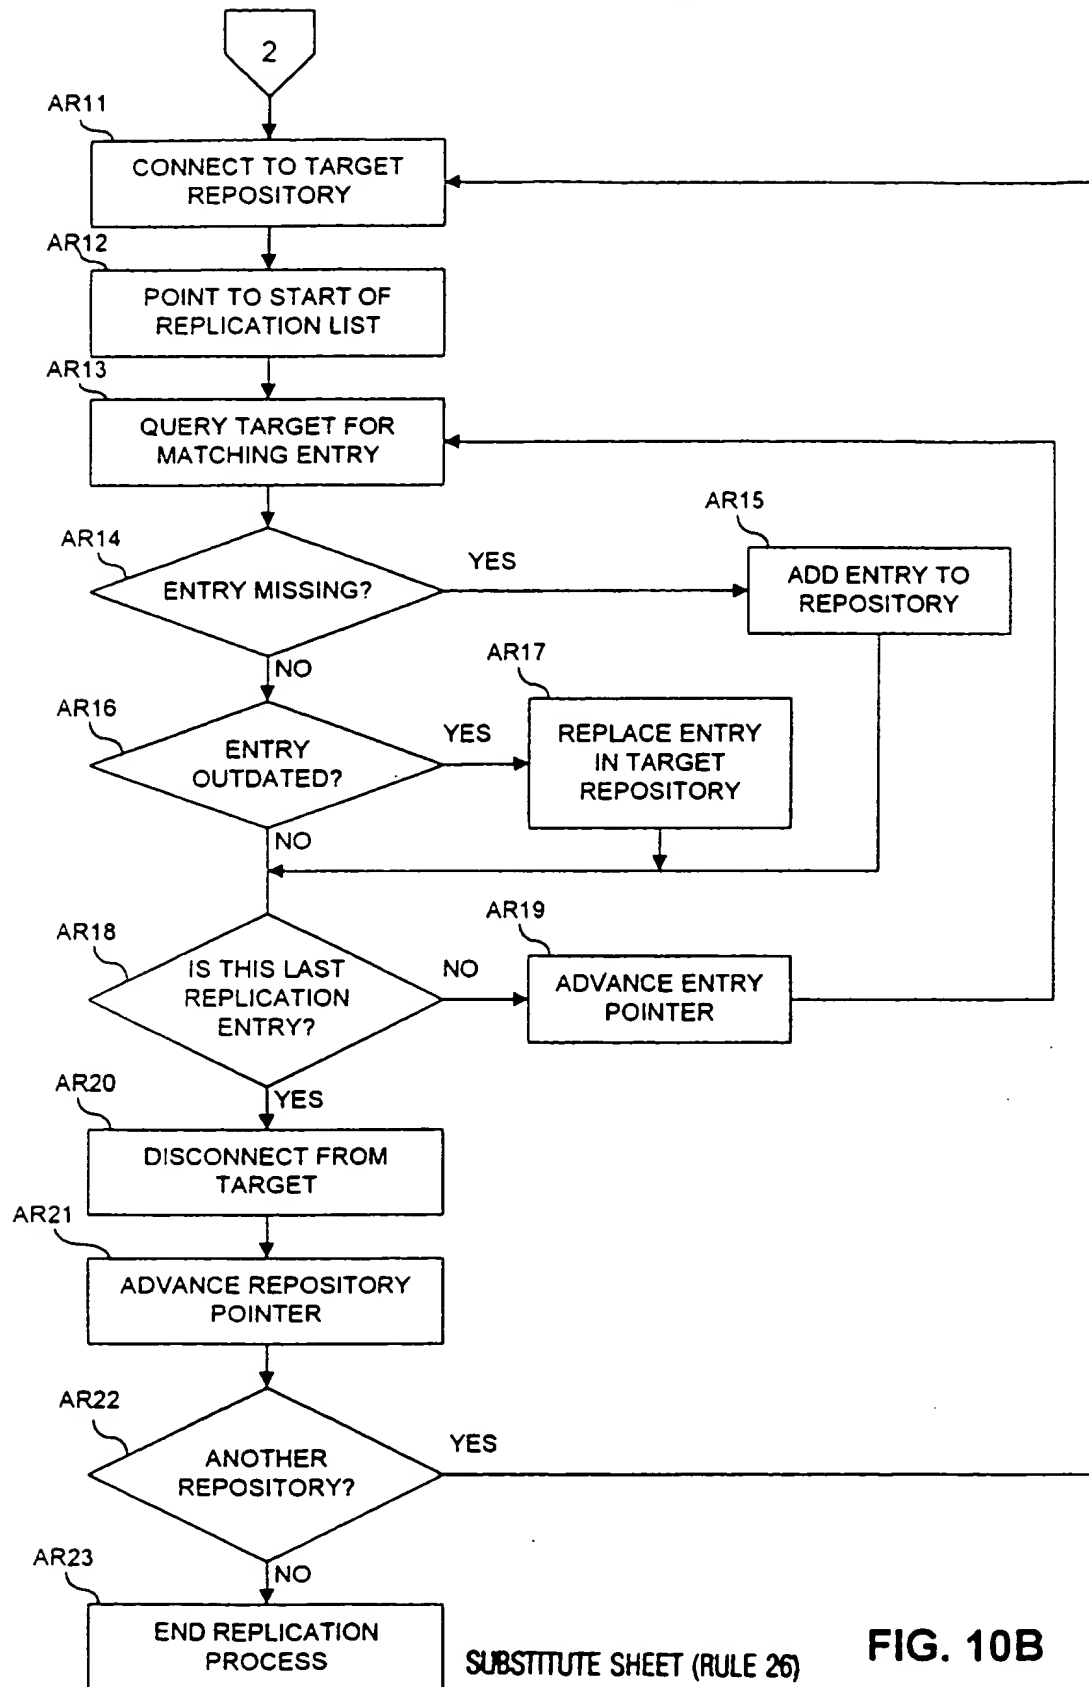 2
AR11
CONNECT TO TARGET
REPOSITORY
AR12
POINT TO START OF
REPLICATION LIST
AR13
QUERY TARGET FOR
MATCHING ENTRY
AR14
ENTRY MISSING?
YES
AR15
ADD ENTRY TO
REPOSITORY
NO
AR16
ENTRY
OUTDATED?
YES
AR17
REPLACE ENTRY
IN TARGET
REPOSITORY
NO
AR18
IS THIS LAST
REPLICATION
ENTRY?
NO
AR19
ADVANCE ENTRY
POINTER
YES
AR20
DISCONNECT FROM
TARGET
AR21
ADVANCE REPOSITORY
POINTER
AR22
ANOTHER
REPOSITORY?
YES
NO
AR23
END REPLICATION
PROCESS
SUBSTITUTE SHEET (RULE 26)
FIG. 10B